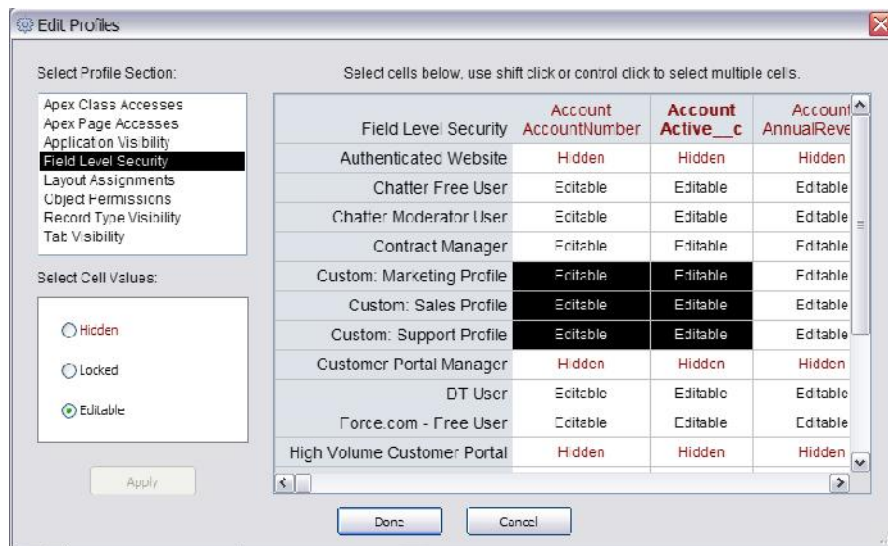 Edit Profiles
Select Profile Section:
Select cells below, use shift click or control click to select multiple cells.
Apex Class Accesses
Apex Page Accesses
Application Visibility
Field Level Security
Layout Assignments
Object Permissions
Record Type Visibility
Tab Visibility
Select Cell Values:
Hidden
Locked
Editable
Apply
Field Level Security Account AccountNumber Account Active__c Account AnnualReve
Authenticated Website Hidden Hidden Hidden
Chatter Free User Editable Editable Editable
Chatter Moderator User Editable Editable Editable
Contract Manager Editable Editable Editable
Custom: Marketing Profile Editable Editable Editable
Custom: Sales Profile Editable Editable Editable
Custom: Support Profile Editable Editable Editable
Customer Portal Manager Hidden Hidden Hidden
DT User Editable Editable Editable
Force.com - Free User Editable Editable Editable
High Volume Customer Portal Hidden Hidden Hidden
Done Cancel